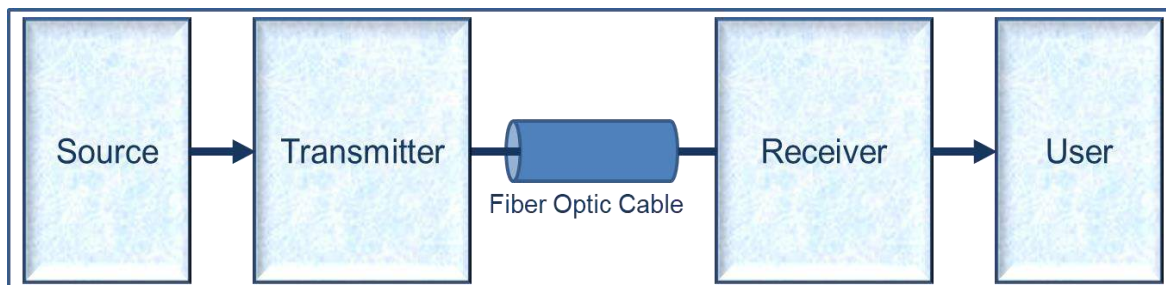 Source
Transmitter
Fiber Optic Cable
Receiver
User